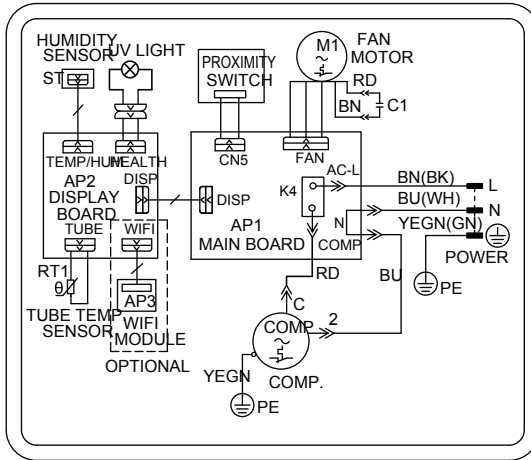 HUMIDITY
SENSOR
UV LIGHT
ST
PROXIMITY
SWITCH
M1
FAN
MOTOR
RD
BN
C1
TEMP/HUM
HEALTH
CN5
FAN
AP2
DISPLAY
BOARD
DISP
DISP
K4
AC-L
BN(BK)
L
BU(WH)
N
YEGN(GN)
POWER
AP1
MAIN BOARD
N
COMP
TUBE
WIFI
RT1
θ
TUBE TEMP
SENSOR
AP3
WIFI
MODULE
OPTIONAL
RD
BU
PE
C
COMP
2
YEGN
COMP.
PE